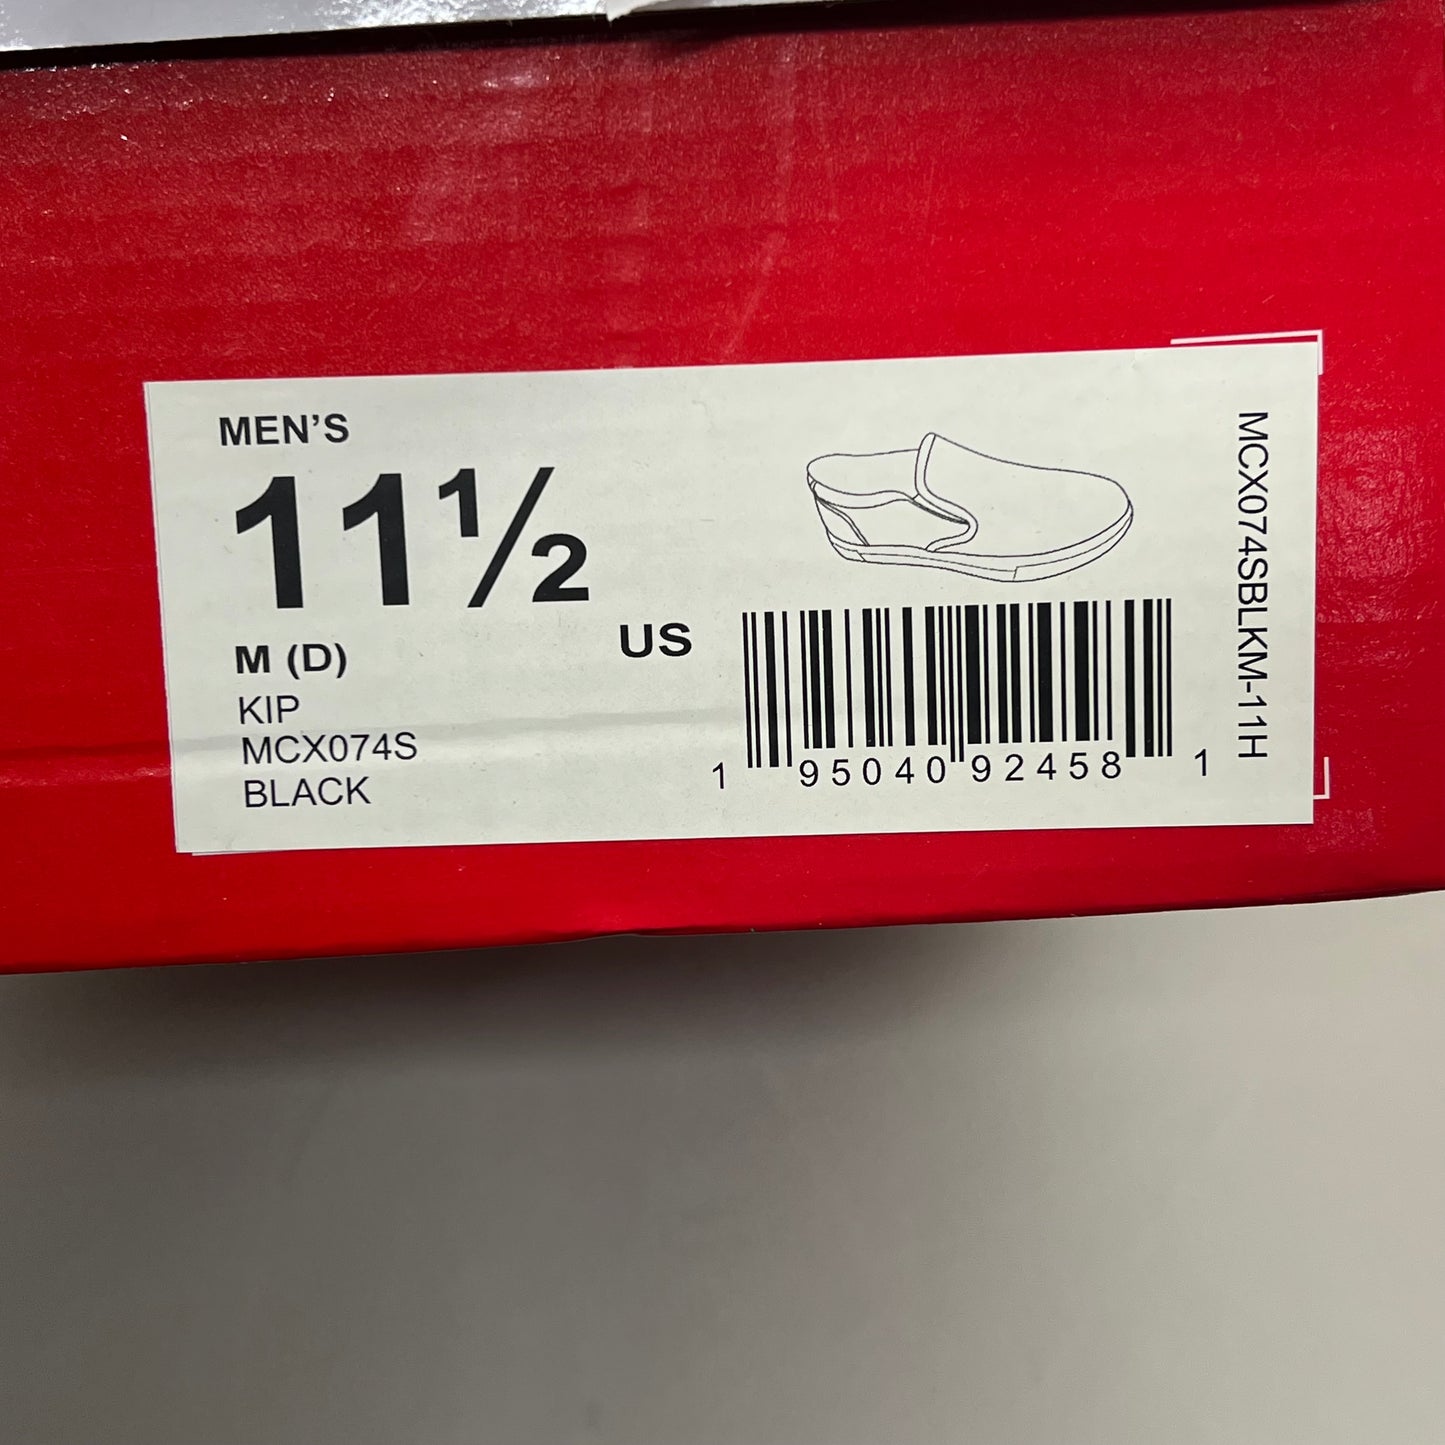 MEN'S
11½
US
M (D)
KIP
MCX074S
BLACK
1 95040 92458 1
MCX074SBLKM-11H